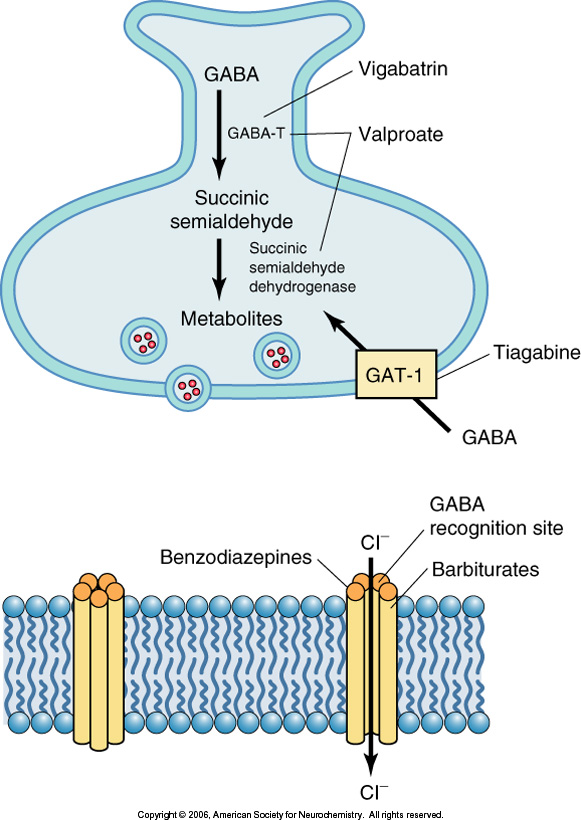 GABA
Vigabatrin
GABA-T
Valproate
Succinic
semialdehyde
Succinic
semialdehyde
dehydrogenase
Metabolites
Tiagabine
GAT-1
GABA
GABA
recognition site
Cl⁻
Benzodiazepines
Barbiturates
Cl⁻
Copyright © 2006, American Society for Neurochemistry. All rights reserved.